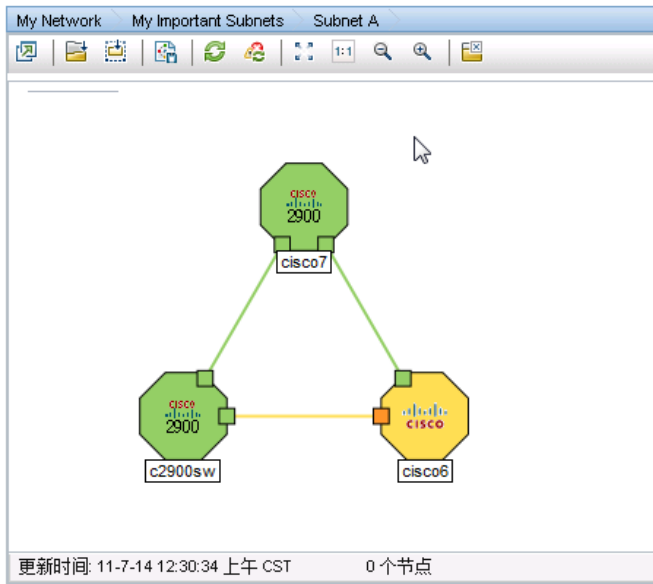 My Network My Important Subnets Subnet A
1:1
cisco
2900
cisco7
cisco
2900
c2900sw
cisco
cisco6
更新时间: 11-7-14 12:30:34 上午 CST 0 个节点